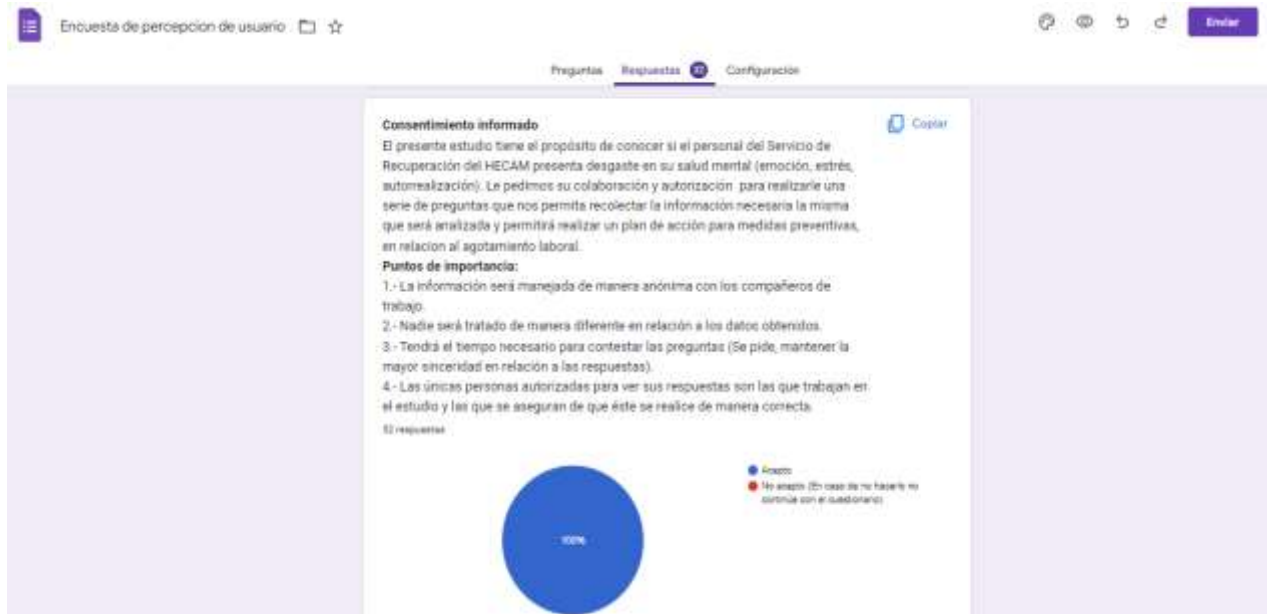 Encuesta de percepcion de usuario
Enviar
Preguntas Respuestas Configuración
Consentimiento informado
Copiar
El presente estudio tiene el propósito de conocer si el personal del Servicio de
Recuperación del HECAM presenta desgaste en su salud mental (emoción, estrés,
autorrealización). Le pedimos su colaboración y autorización para realizarle una
serie de preguntas que nos permita recolectar la información necesaria la misma
que será analizada y permitirá realizar un plan de acción para medidas preventivas,
en relacion al agotamiento laboral.
Puntos de importancia:
1.- La información será manejada de manera anónima con los compañeros de
trabajo.
2.- Nadie será tratado de manera diferente en relación a los datos obtenidos.
3.- Tendrá el tiempo necesario para contestar las preguntas (Se pide, mantener la
mayor sinceridad en relación a las respuestas).
4.- Las únicas personas autorizadas para ver sus respuestas son las que trabajan en
el estudio y las que se aseguran de que éste se realice de manera correcta.
respuestas
Acepto
No acepto (En caso de no hacerlo no
continúa con el cuestionario)
100%